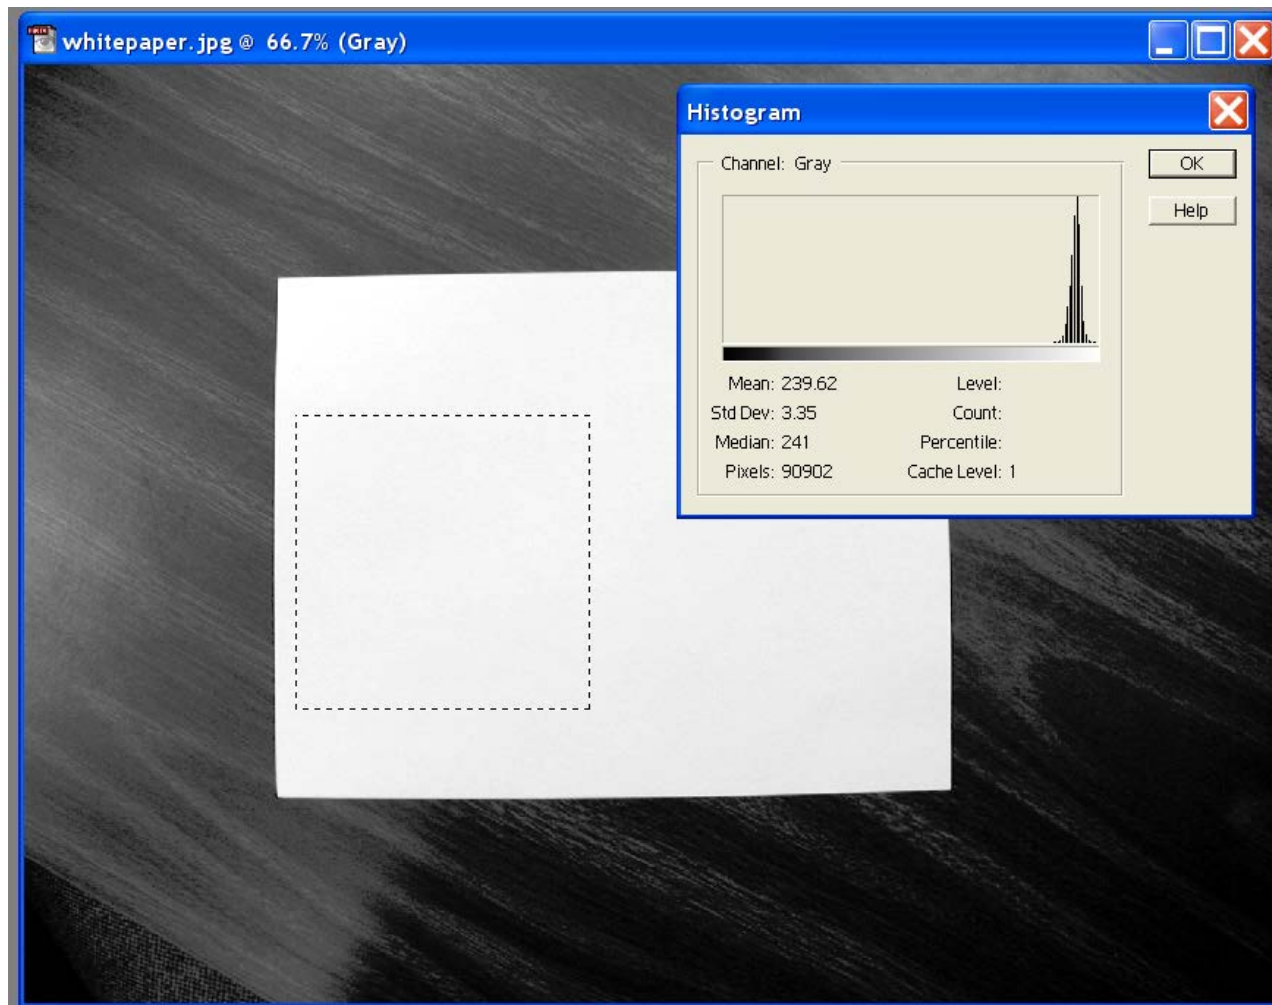 whitepaper.jpg @ 66.7% (Gray)
Histogram
Channel: Gray
OK
Help
Mean: 239.62 Level:
Std Dev: 3.35 Count:
Median: 241 Percentile:
Pixels: 90902 Cache Level: 1